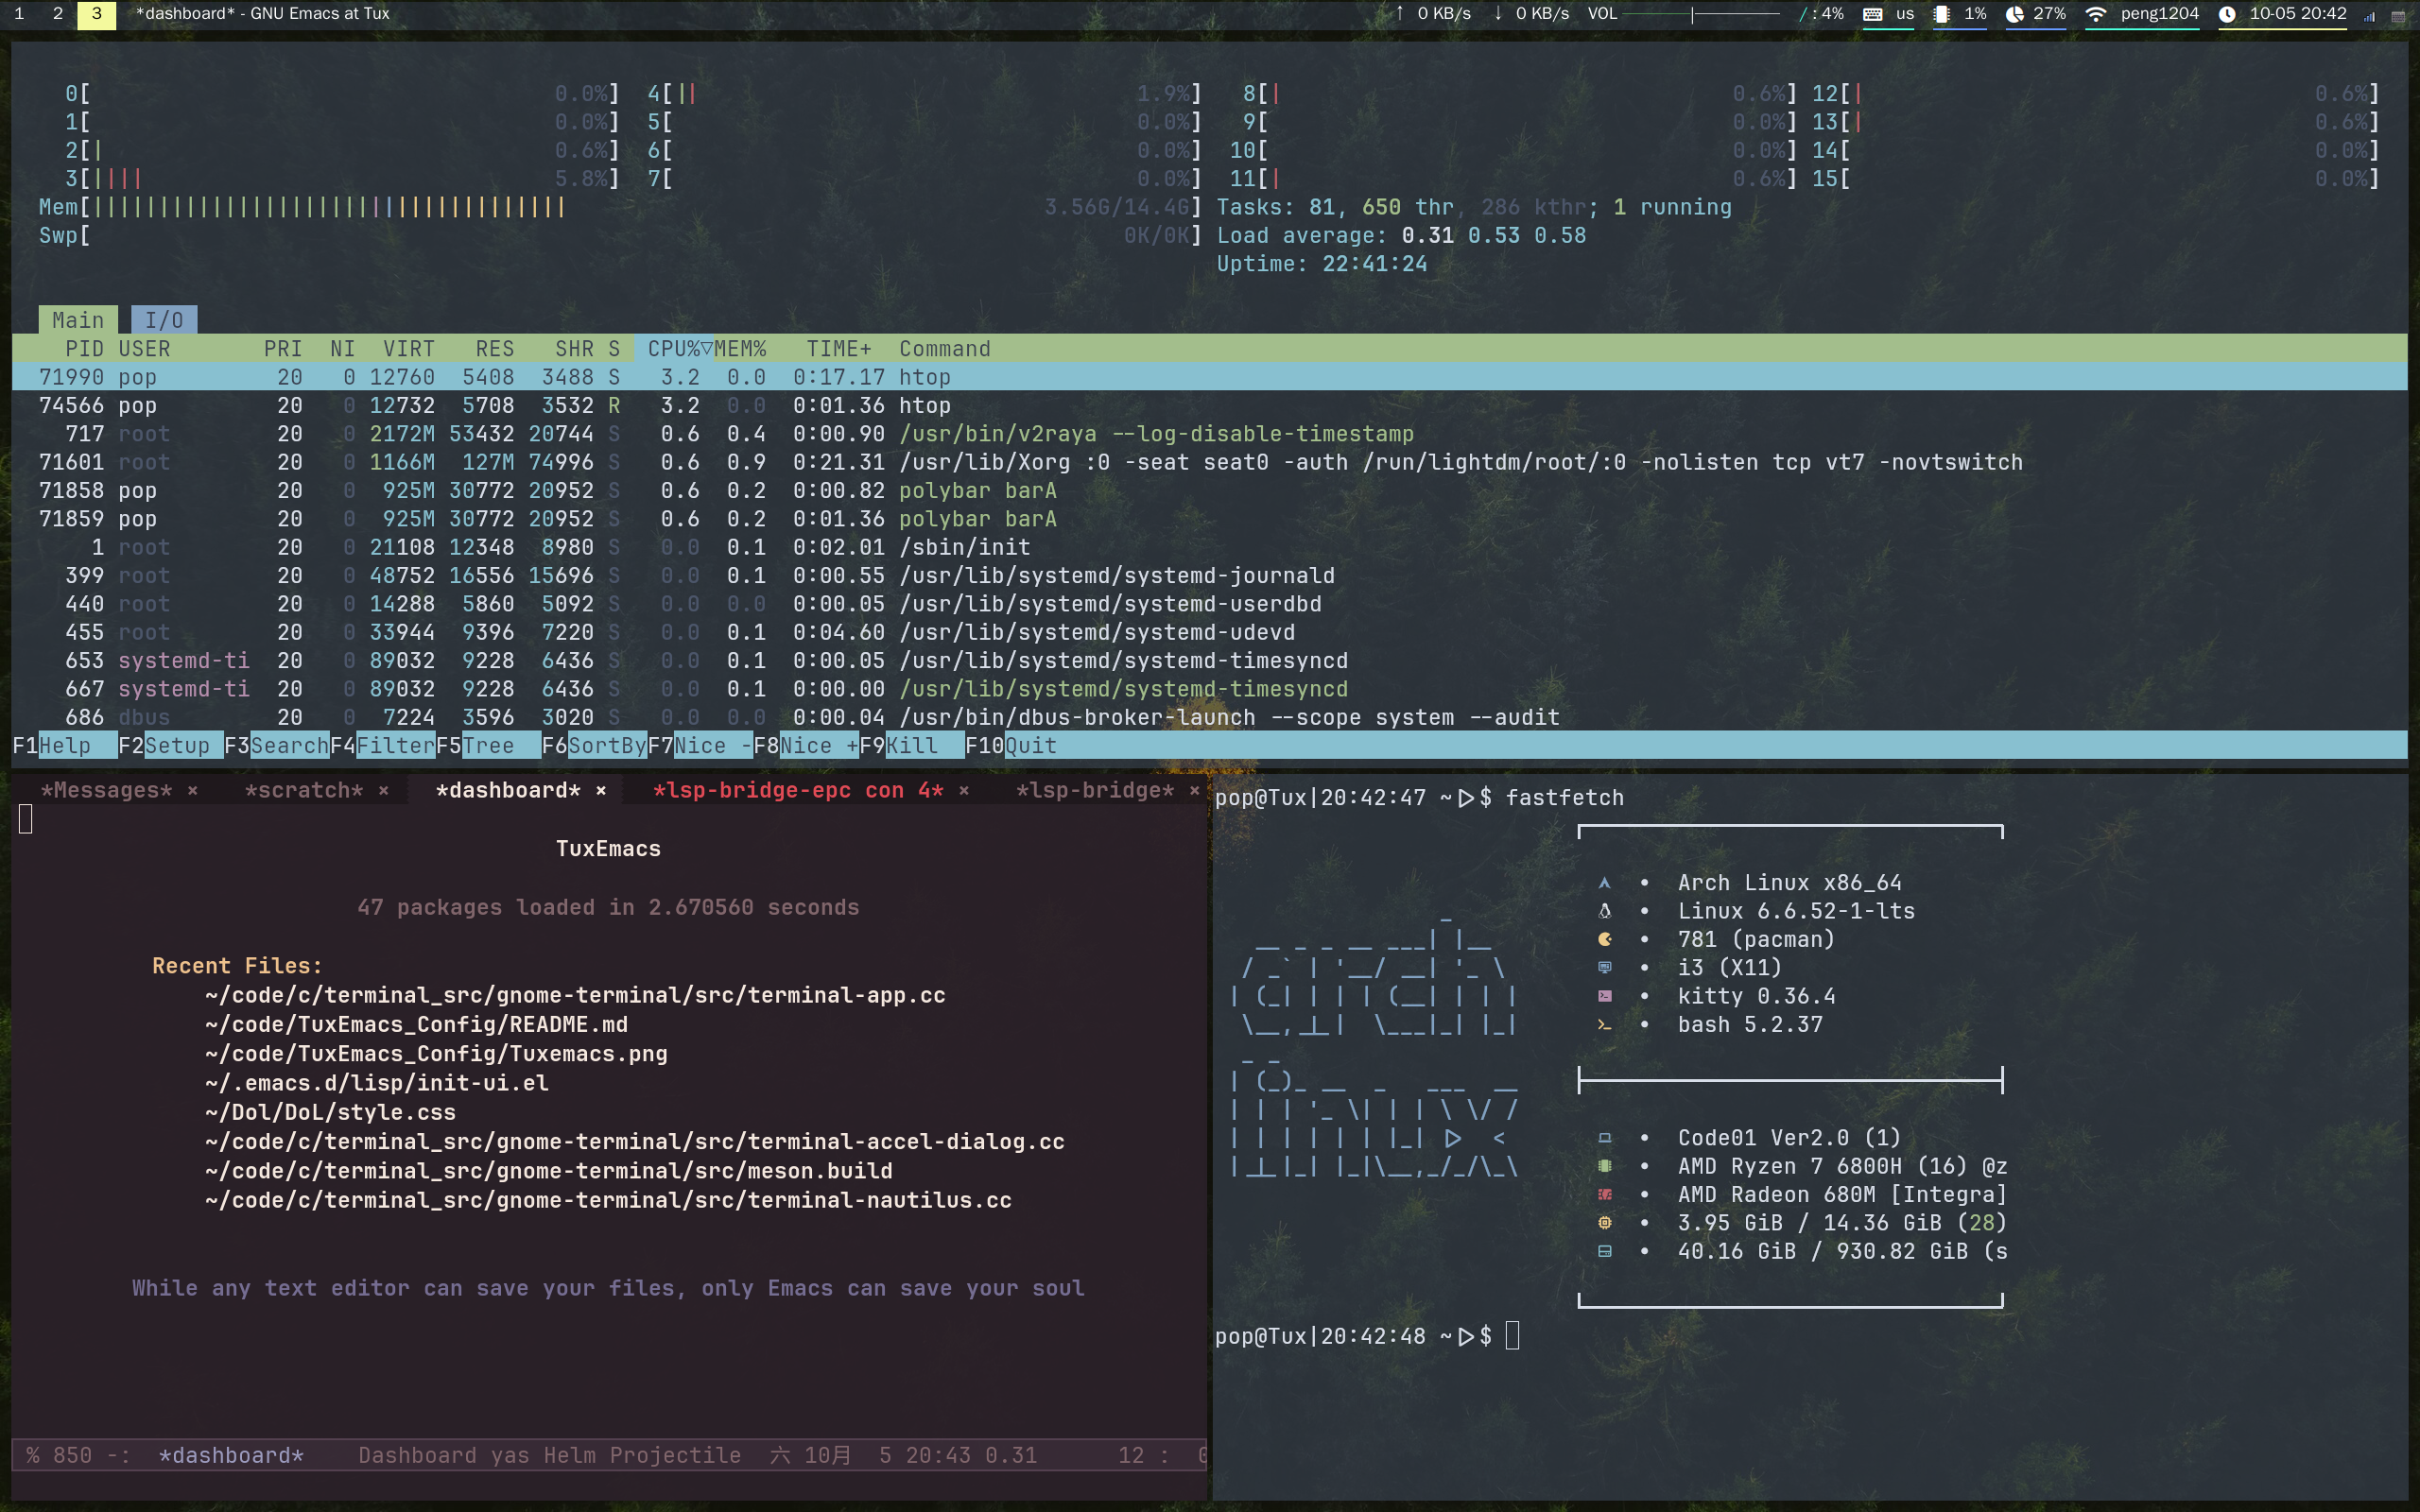 1 2 3 *dashboard* - GNU Emacs at Tux ↑ 0 KB/s ↓ 0 KB/s VOL / : 4% us 1% 27% peng1204 10-05 20:42
0[ 0.0%] 4[|| 1.9%] 8[| 0.6%] 12[| 0.6%]
1[ 0.0%] 5[ 0.0%] 9[ 0.0%] 13[| 0.6%]
2[| 0.6%] 6[ 0.0%] 10[ 0.0%] 14[ 0.0%]
3[|||| 5.8%] 7[ 0.0%] 11[| 0.6%] 15[ 0.0%]
Mem[|||||||||||||||||||||||||||||||||||| 3.56G/14.4G] Tasks: 81, 650 thr, 286 kthr; 1 running
Swp[ 0K/0K] Load average: 0.31 0.53 0.58
Uptime: 22:41:24
Main I/O
PID USER PRI NI VIRT RES SHR S CPU%▽MEM% TIME+ Command
71990 pop 20 0 12760 5408 3488 S 3.2 0.0 0:17.17 htop
74566 pop 20 0 12732 5708 3532 R 3.2 0.0 0:01.36 htop
717 root 20 0 2172M 53432 20744 S 0.6 0.4 0:00.90 /usr/bin/v2raya --log-disable-timestamp
71601 root 20 0 1166M 127M 74996 S 0.6 0.9 0:21.31 /usr/lib/Xorg :0 -seat seat0 -auth /run/lightdm/root/:0 -nolisten tcp vt7 -novtswitch
71858 pop 20 0 925M 30772 20952 S 0.6 0.2 0:00.82 polybar barA
71859 pop 20 0 925M 30772 20952 S 0.6 0.2 0:01.36 polybar barA
1 root 20 0 21108 12348 8980 S 0.0 0.1 0:02.01 /sbin/init
399 root 20 0 48752 16556 15696 S 0.0 0.1 0:00.55 /usr/lib/systemd/systemd-journald
440 root 20 0 14288 5860 5092 S 0.0 0.0 0:00.05 /usr/lib/systemd/systemd-userdbd
455 root 20 0 33944 9396 7220 S 0.0 0.1 0:04.60 /usr/lib/systemd/systemd-udevd
653 systemd-ti 20 0 89032 9228 6436 S 0.0 0.1 0:00.05 /usr/lib/systemd/systemd-timesyncd
667 systemd-ti 20 0 89032 9228 6436 S 0.0 0.1 0:00.00 /usr/lib/systemd/systemd-timesyncd
686 dbus 20 0 7224 3596 3020 S 0.0 0.0 0:00.04 /usr/bin/dbus-broker-launch --scope system --audit
F1Help F2Setup F3SearchF4FilterF5Tree F6SortByF7Nice -F8Nice +F9Kill F10Quit
*Messages* × *scratch* × *dashboard* × *lsp-bridge-epc con 4* × *lsp-bridge* ×
TuxEmacs
47 packages loaded in 2.670560 seconds
Recent Files:
~/code/c/terminal_src/gnome-terminal/src/terminal-app.cc
~/code/TuxEmacs_Config/README.md
~/code/TuxEmacs_Config/Tuxemacs.png
~/.emacs.d/lisp/init-ui.el
~/Dol/DoL/style.css
~/code/c/terminal_src/gnome-terminal/src/terminal-accel-dialog.cc
~/code/c/terminal_src/gnome-terminal/src/meson.build
~/code/c/terminal_src/gnome-terminal/src/terminal-nautilus.cc
While any text editor can save your files, only Emacs can save your soul
% 850 -: *dashboard* Dashboard yas Helm Projectile 六 10月 5 20:43 0.31 12 : 0
pop@Tux|20:42:47 ~▷$ fastfetch
arch
linux
• Arch Linux x86_64
• Linux 6.6.52-1-lts
• 781 (pacman)
• i3 (X11)
• kitty 0.36.4
• bash 5.2.37
• Code01 Ver2.0 (1)
• AMD Ryzen 7 6800H (16) @z
• AMD Radeon 680M [Integra]
• 3.95 GiB / 14.36 GiB (28)
• 40.16 GiB / 930.82 GiB (s
pop@Tux|20:42:48 ~▷$